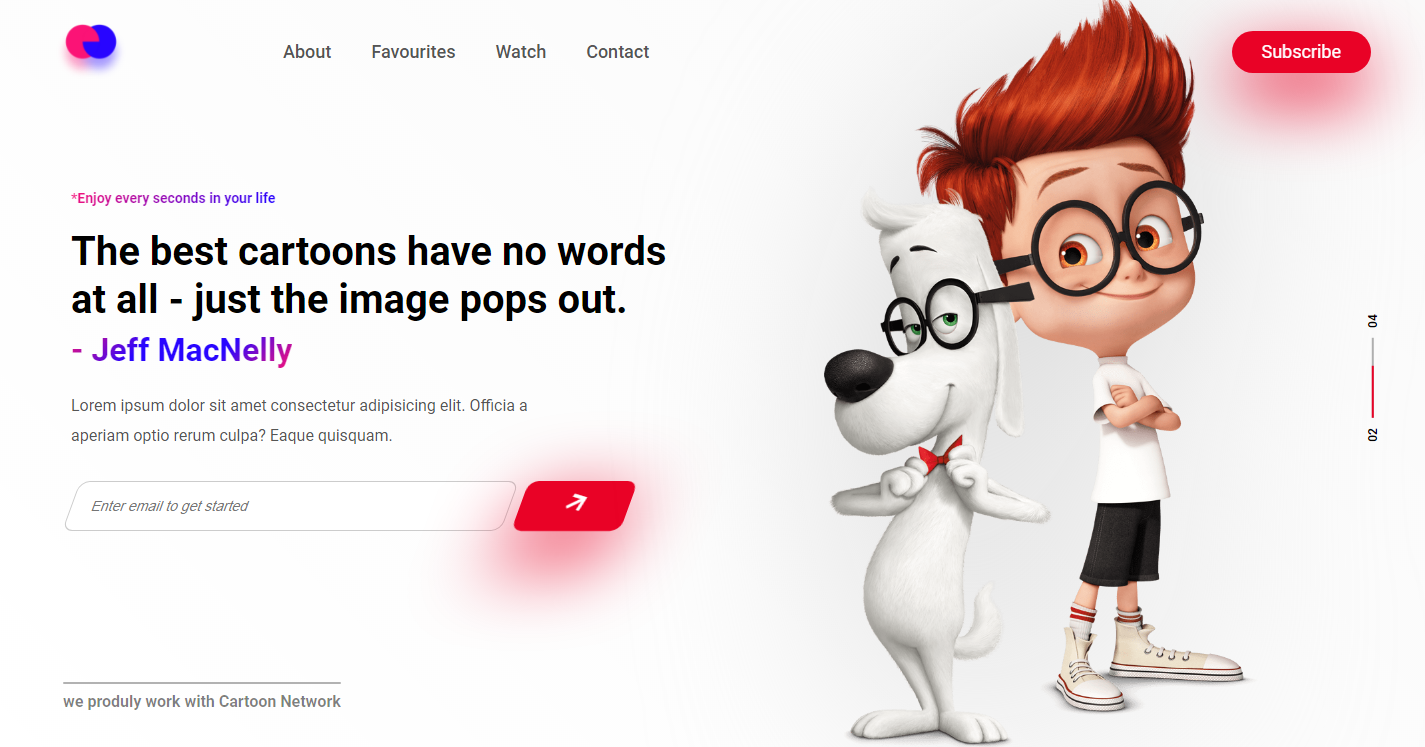 About Favourites Watch Contact Subscribe
*Enjoy every seconds in your life
The best cartoons have no words
at all - just the image pops out.
- Jeff MacNelly
Lorem ipsum dolor sit amet consectetur adipisicing elit. Officia a
aperiam optio rerum culpa? Eaque quisquam.
Enter email to get started
04
02
we produly work with Cartoon Network